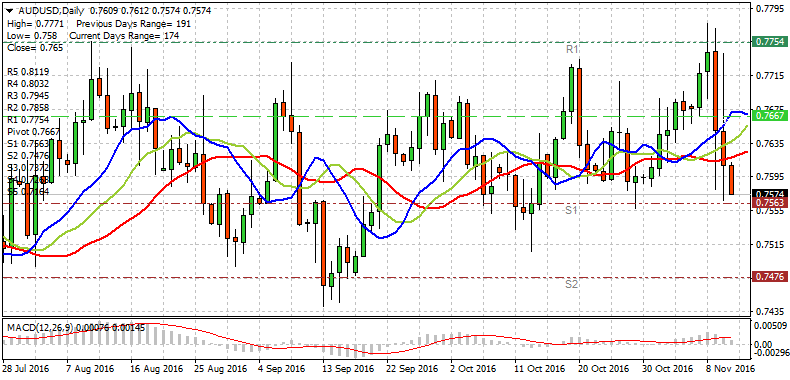 AUDUSD,Daily 0.7609 0.7612 0.7574 0.7574
High= 0.7771 Previous Days Range= 191
Low= 0.758 Current Days Range= 174
Close= 0.765
R5 0.8119
R4 0.8032
R3 0.7945
R2 0.7858
R1 0.7754
Pivot 0.7667
S1 0.7563
S2 0.7476
S3 0.7372
S5 0.7164
R1
S1
S2
0.7795
0.7754
0.7715
0.7667
0.7635
0.7595
0.7574
0.7563
0.7555
0.7515
0.7476
0.7435
MACD(12,26,9) 0.00076 0.00145
0.00509
0.00
-0.00296
28 Jul 2016 7 Aug 2016 16 Aug 2016 25 Aug 2016 4 Sep 2016 13 Sep 2016 22 Sep 2016 2 Oct 2016 11 Oct 2016 20 Oct 2016 30 Oct 2016 8 Nov 2016